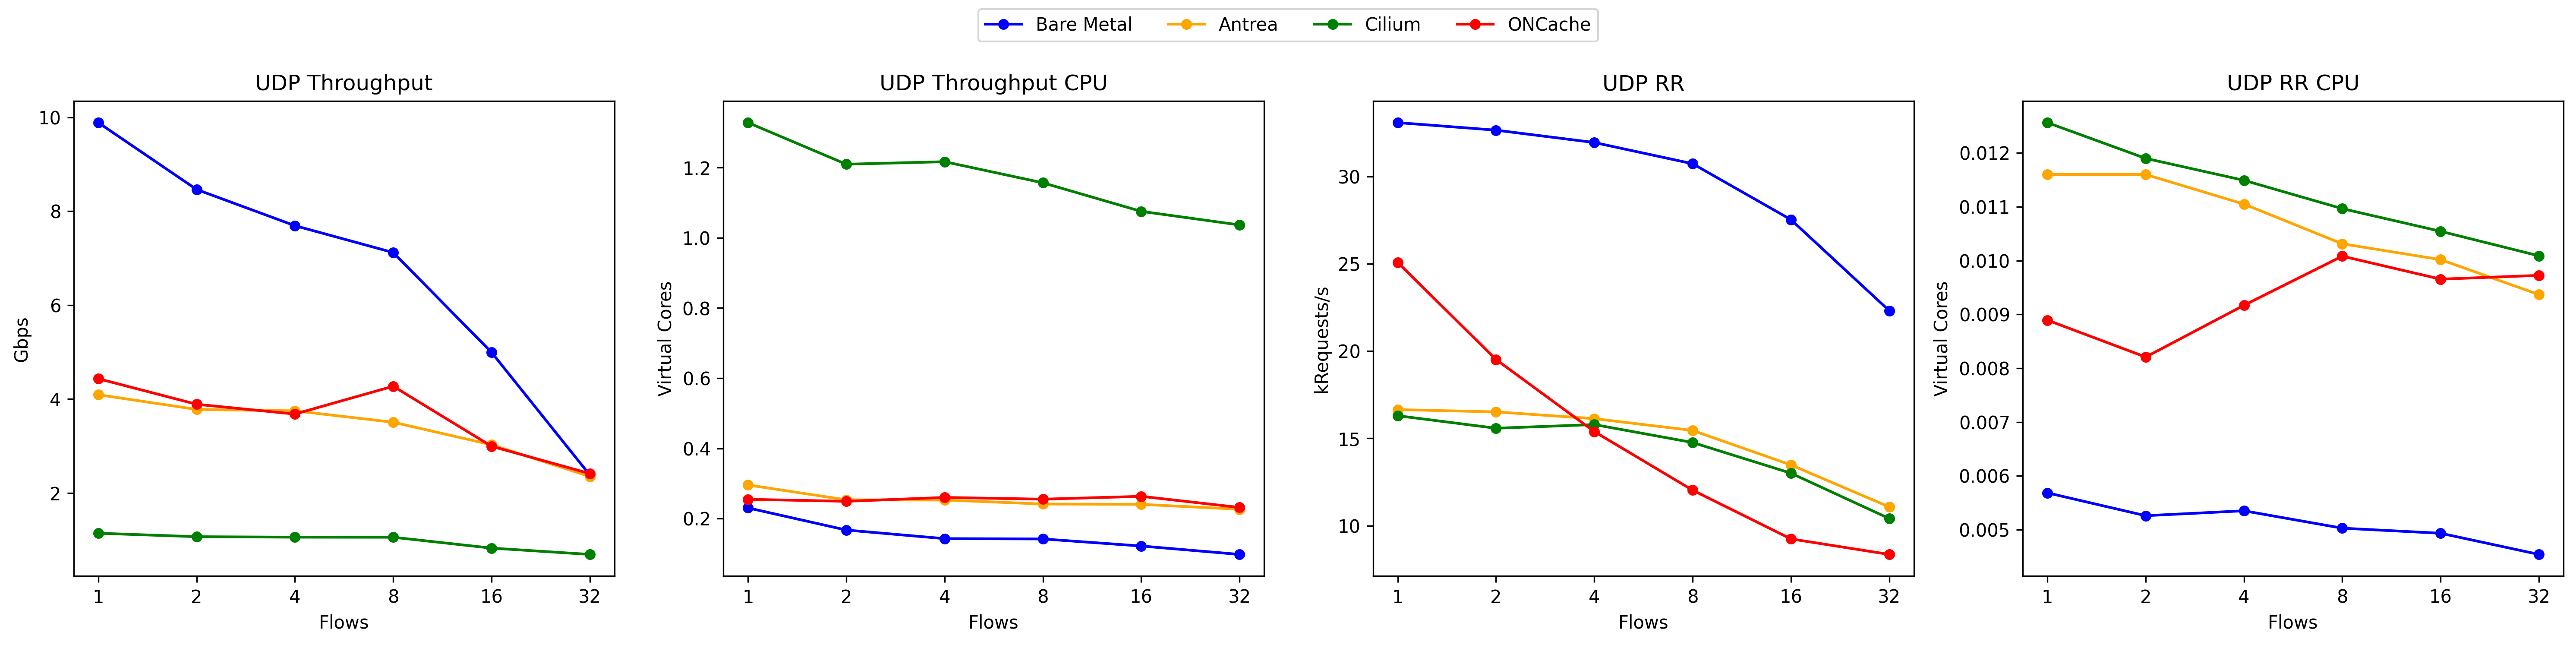 Bare Metal Antrea Cilium ONCache
UDP Throughput
10
8
6
4
2
Gbps
1 2 4 8 16 32
Flows
UDP Throughput CPU
1.2
1.0
0.8
0.6
0.4
0.2
Virtual Cores
1 2 4 8 16 32
Flows
UDP RR
30
25
20
15
10
kRequests/s
1 2 4 8 16 32
Flows
UDP RR CPU
0.012
0.011
0.010
0.009
0.008
0.007
0.006
0.005
Virtual Cores
1 2 4 8 16 32
Flows